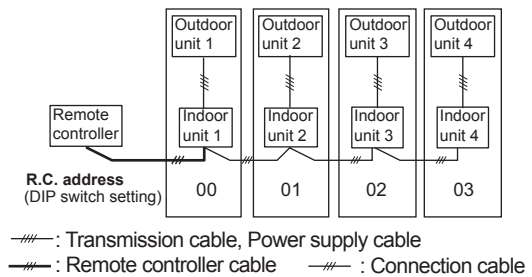 Outdoor unit 1
Outdoor unit 2
Outdoor unit 3
Outdoor unit 4
Remote controller
Indoor unit 1
Indoor unit 2
Indoor unit 3
Indoor unit 4
R.C. address
(DIP switch setting)
00
01
02
03
: Transmission cable, Power supply cable
: Remote controller cable
: Connection cable